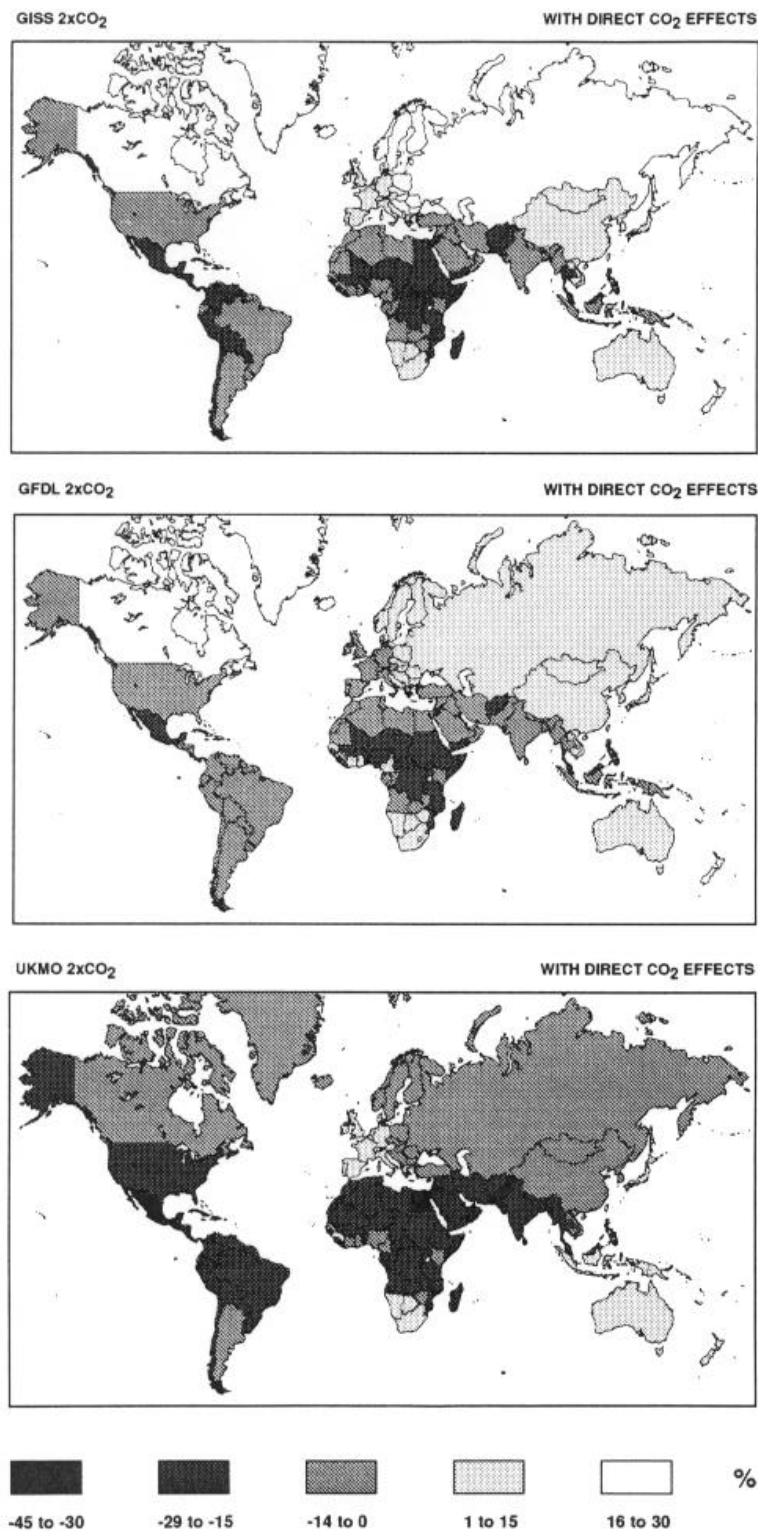 GISS 2xCO2 WITH DIRECT CO2 EFFECTS
GFDL 2xCO2 WITH DIRECT CO2 EFFECTS
UKMO 2xCO2 WITH DIRECT CO2 EFFECTS
%
-45 to -30 -29 to -15 -14 to 0 1 to 15 16 to 30